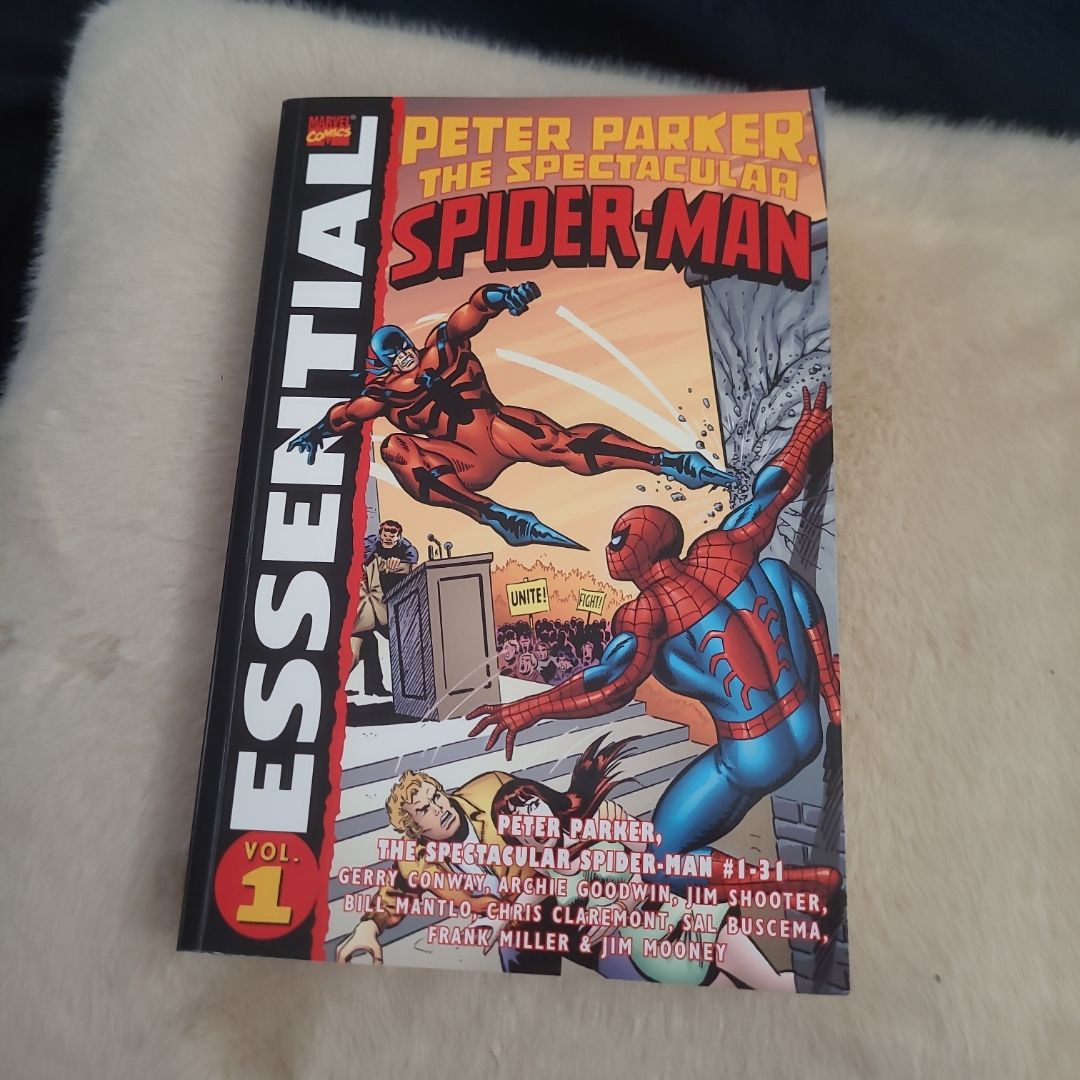 MARVEL
COMICS
ESSENTIAL
VOL.
1
PETER PARKER,
THE SPECTACULAR
SPIDER-MAN
UNITE!
FIGHT!
PETER PARKER,
THE SPECTACULAR SPIDER-MAN #1-31
GERRY CONWAY, ARCHIE GOODWIN, JIM SHOOTER,
BILL MANTLO, CHRIS CLAREMONT, SAL BUSCEMA,
FRANK MILLER & JIM MOONEY